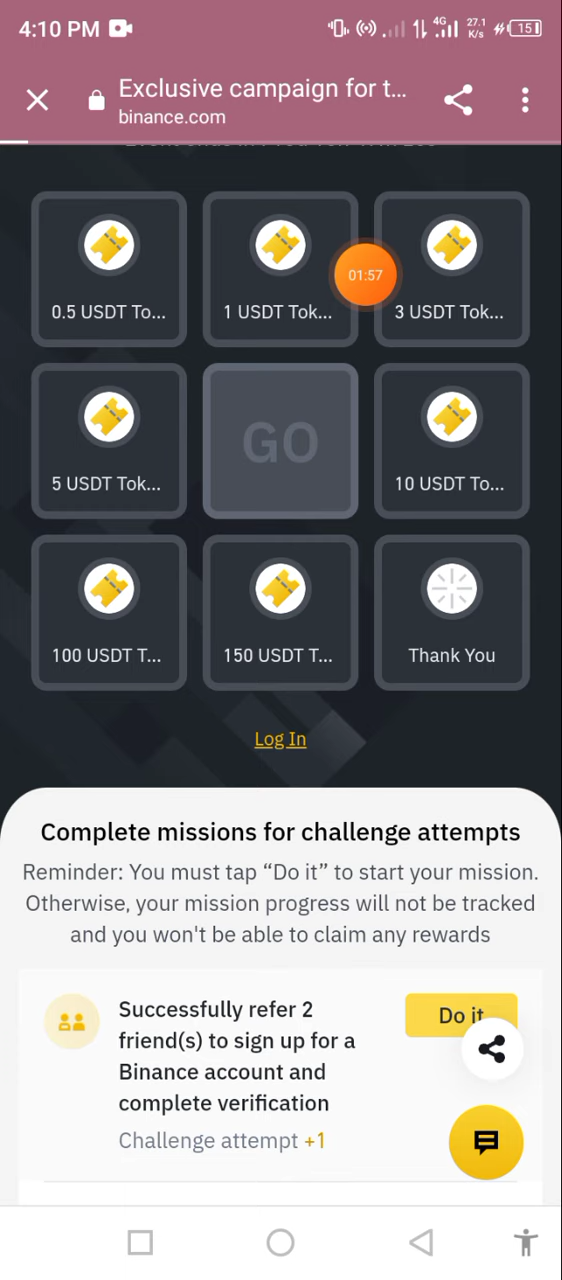 4:10 PM
4G
27.1
K/s
15
Exclusive campaign for t...
binance.com
0.5 USDT To...
1 USDT Tok...
3 USDT Tok...
01:57
5 USDT Tok...
GO
10 USDT To...
100 USDT T...
150 USDT T...
Thank You
Log In
Complete missions for challenge attempts
Reminder: You must tap “Do it” to start your mission.
Otherwise, your mission progress will not be tracked
and you won't be able to claim any rewards
Successfully refer 2
friend(s) to sign up for a
Binance account and
complete verification
Do it
Challenge attempt +1